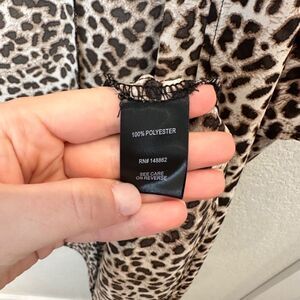 100% POLYESTER
RN# 148862
SEE CARE
ON REVERSE